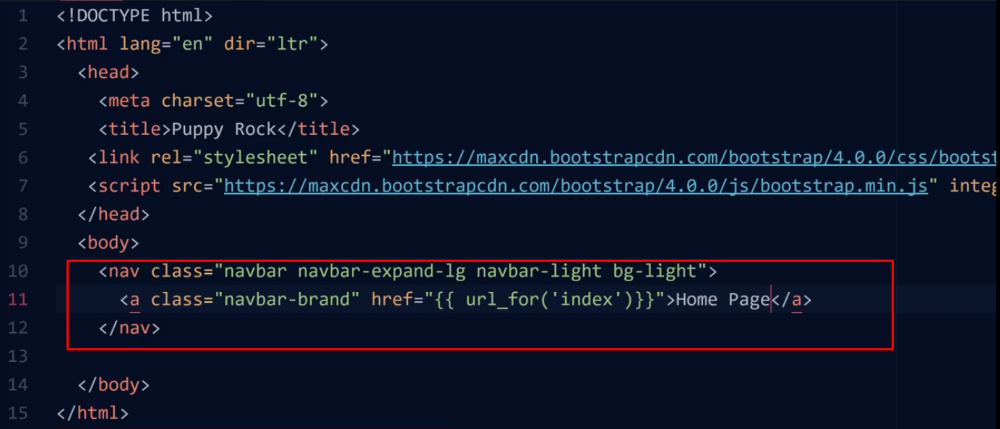 1 <!DOCTYPE html>
2 <html lang="en" dir="ltr">
3 <head>
4 <meta charset="utf-8">
5 <title>Puppy Rock</title>
6 <link rel="stylesheet" href="https://maxcdn.bootstrapcdn.com/bootstrap/4.0.0/css/bootst
7 <script src="https://maxcdn.bootstrapcdn.com/bootstrap/4.0.0/js/bootstrap.min.js" integ
8 </head>
9 <body>
10 <nav class="navbar navbar-expand-lg navbar-light bg-light">
11 <a class="navbar-brand" href="{{ url_for('index')}}">Home Page</a>
12 </nav>
13
14 </body>
15 </html>